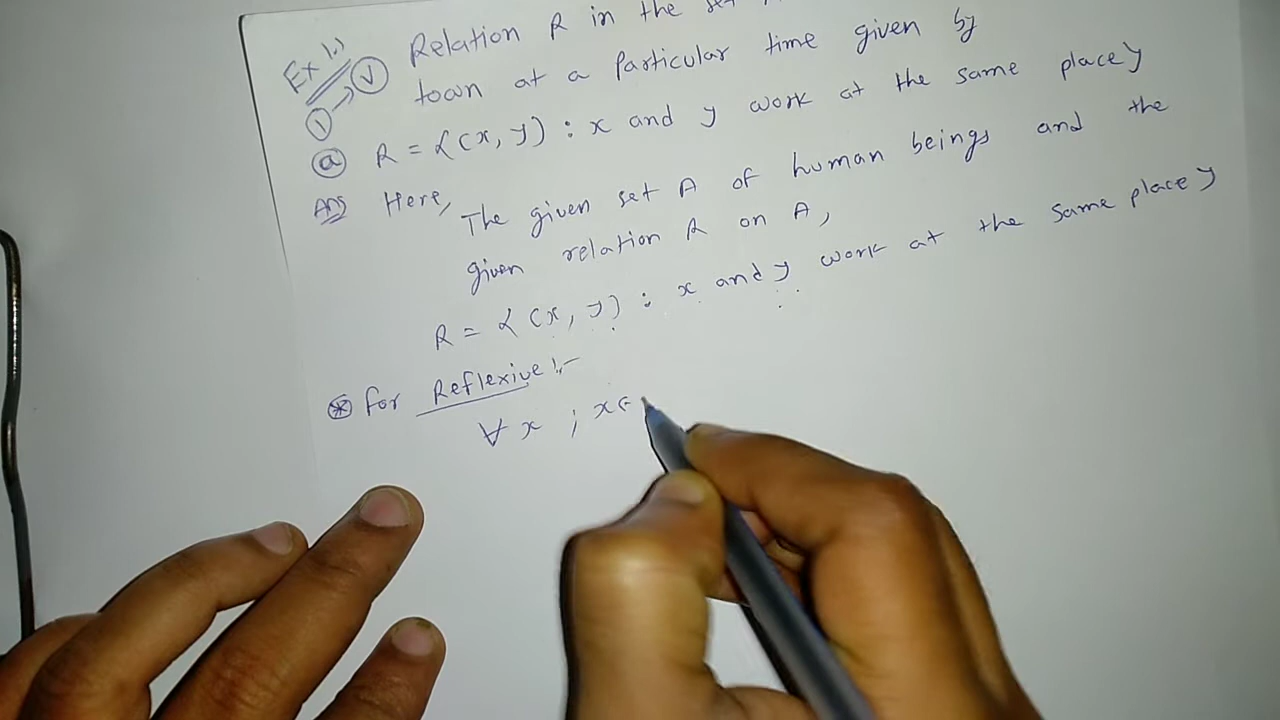 Ex 1.1
① → ⓥ Relation R in the set
town at a particular time given by
ⓐ R = {(x, y) : x and y work at the same place}
Ans Here, The given set A of human beings and the
given relation R on A,
R = {(x, y) : x and y work at the same place}
⊛ for Reflexive :-
∀ x ; x ∈